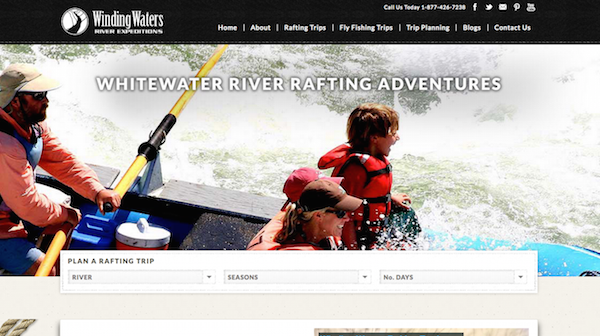 Call Us Today 1-877-426-7238
Winding Waters
RIVER EXPEDITIONS
Home About Rafting Trips Fly Fishing Trips Trip Planning Blogs Contact Us
WHITEWATER RIVER RAFTING ADVENTURES
PLAN A RAFTING TRIP
RIVER SEASONS No. DAYS